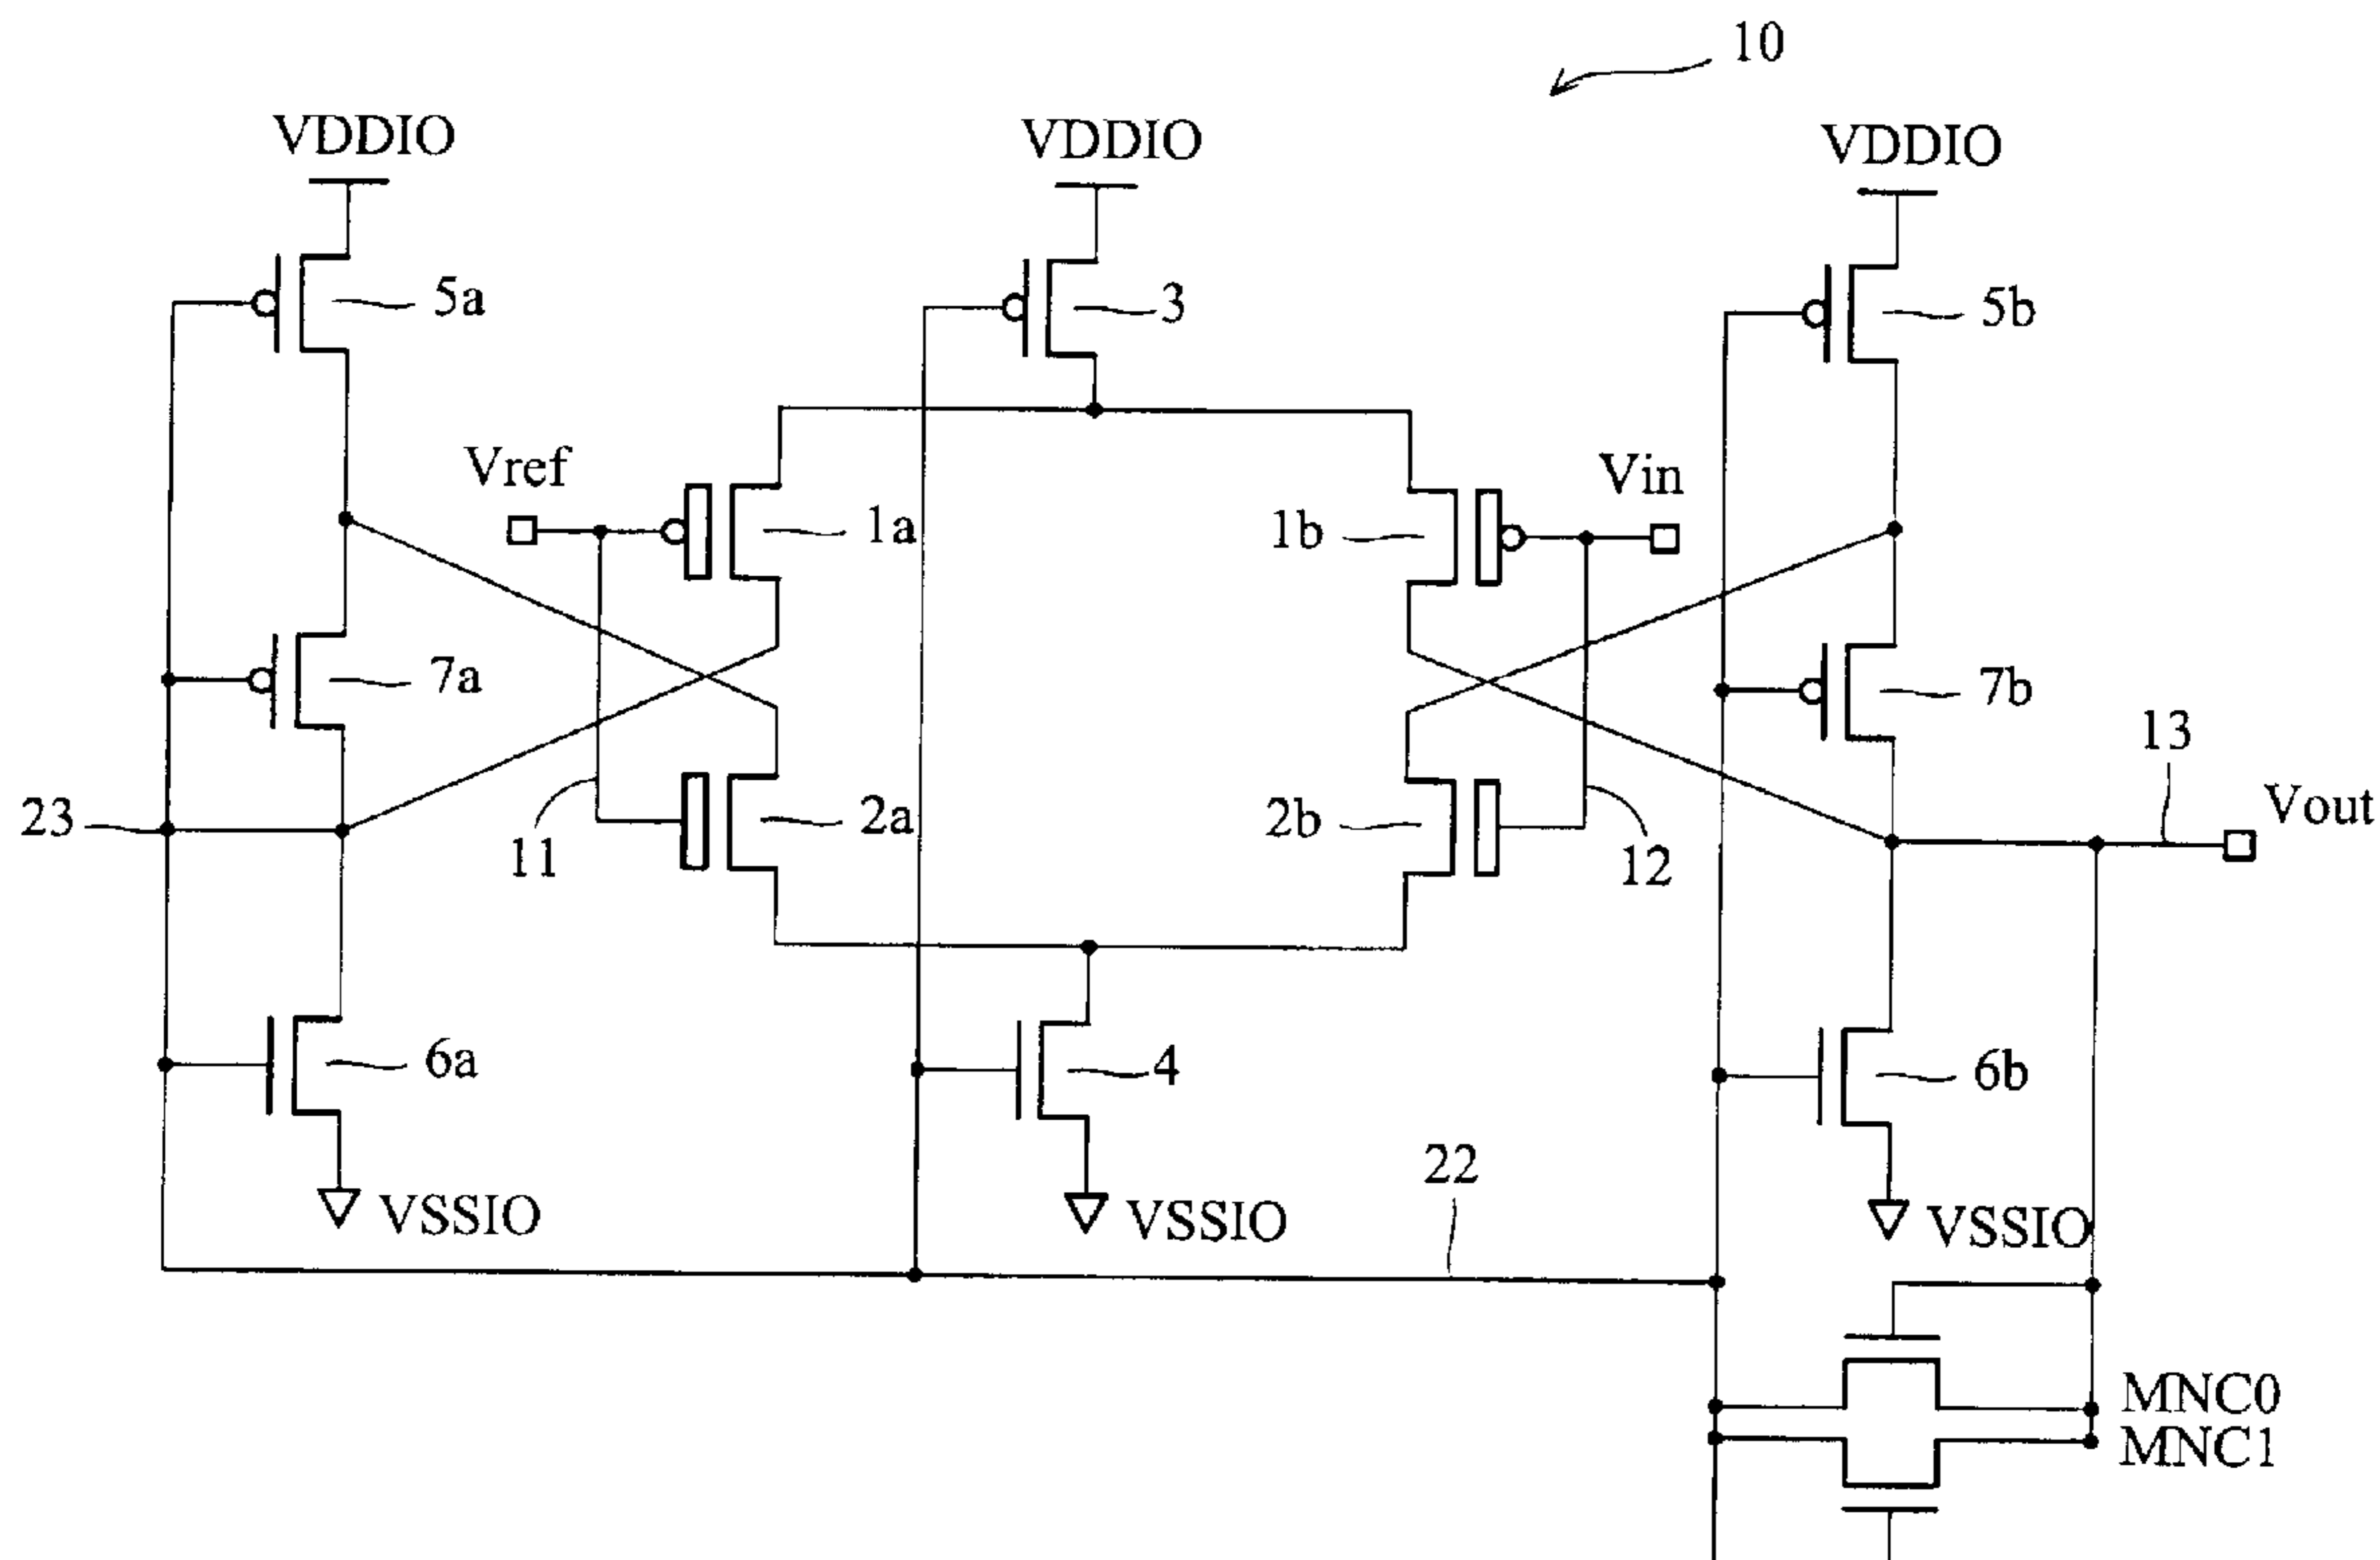 10
VDDIO
VDDIO
VDDIO
5a
3
5b
Vref
Vin
1a
1b
7a
7b
13
23
11
2a
2b
12
Vout
6a
4
6b
22
VSSIO
VSSIO
VSSIO
MNC0
MNC1